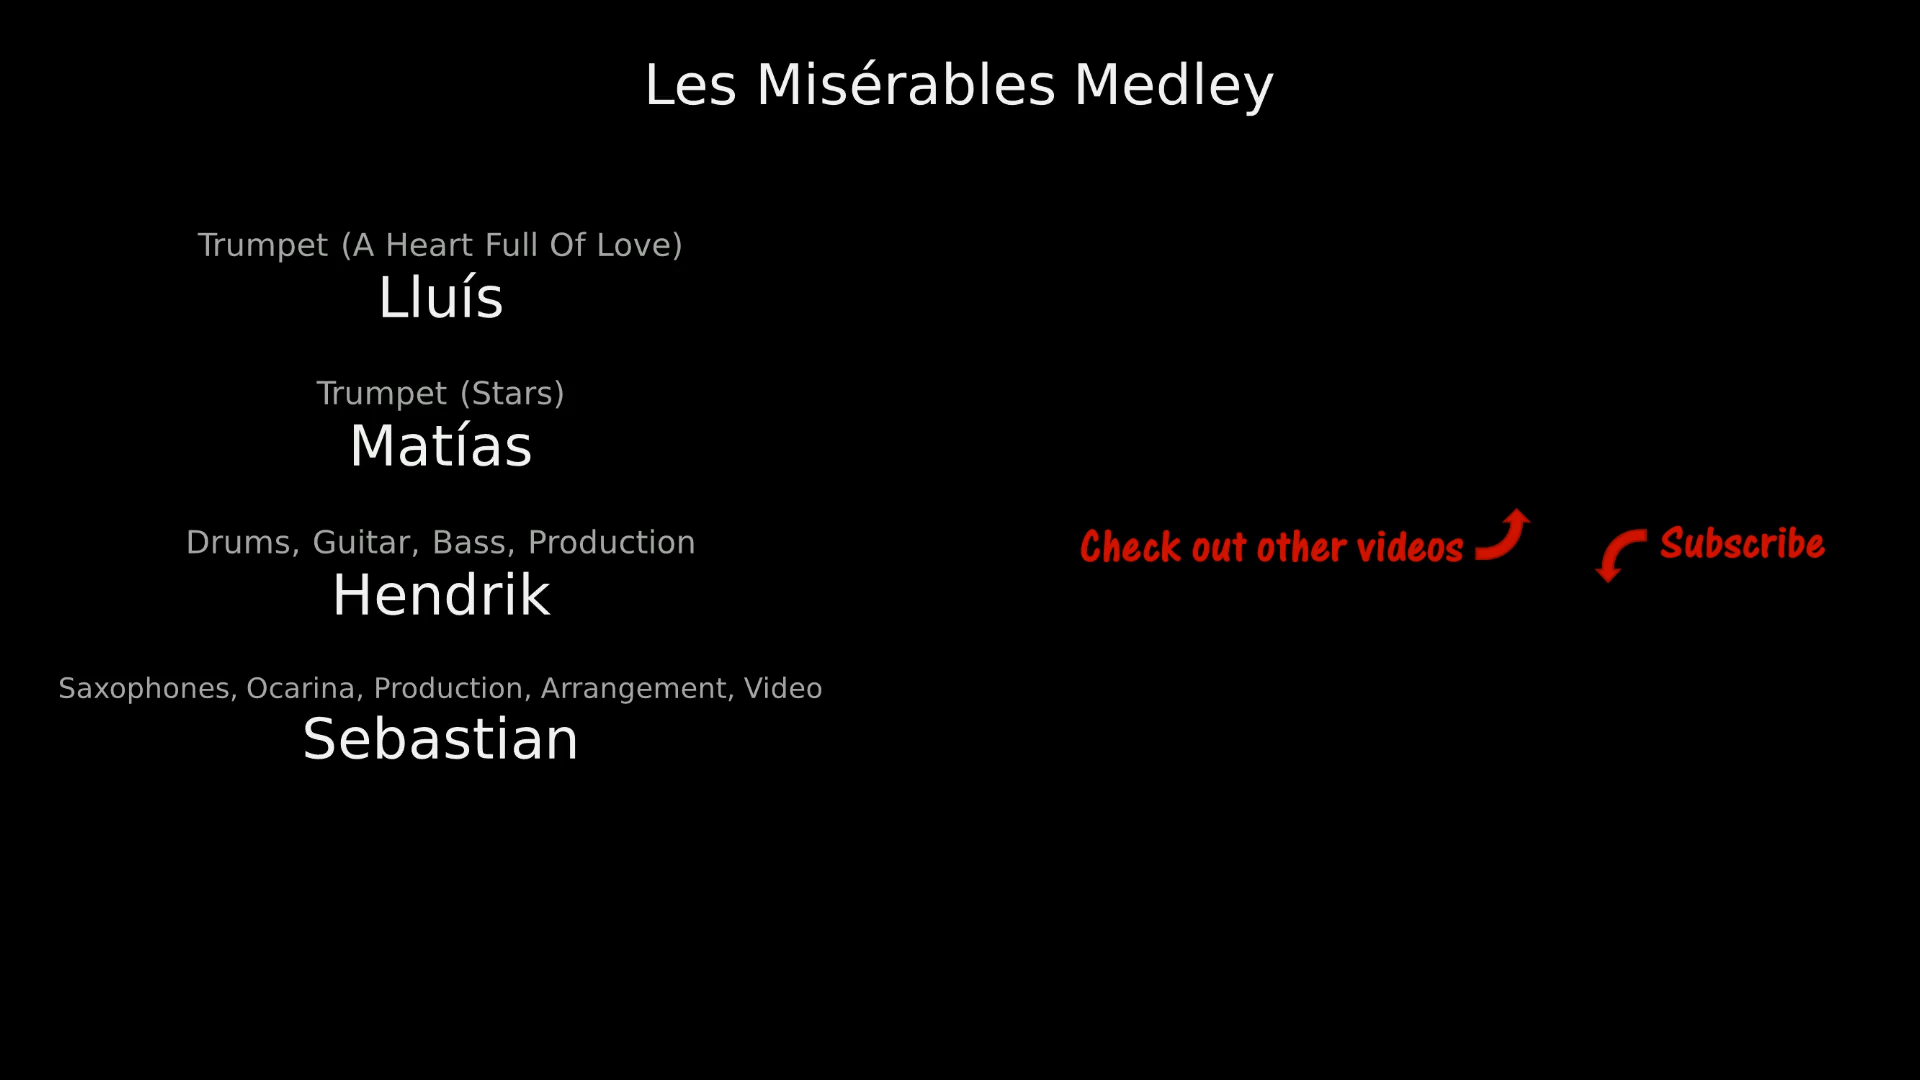 Les Misérables Medley
Trumpet (A Heart Full Of Love)
Lluís
Trumpet (Stars)
Matías
Drums, Guitar, Bass, Production
Hendrik
Saxophones, Ocarina, Production, Arrangement, Video
Sebastian
Check out other videos
Subscribe